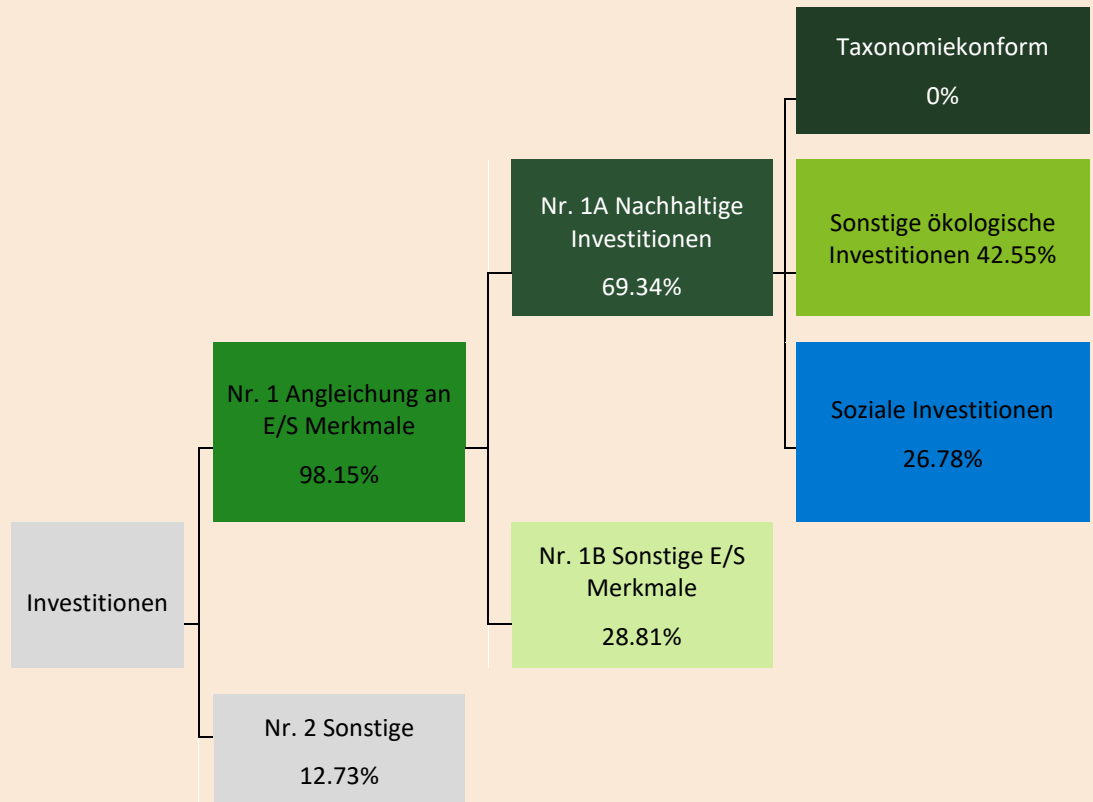 Taxonomiekonform
0%
Nr. 1A Nachhaltige
Investitionen
69.34%
Sonstige ökologische
Investitionen 42.55%
Nr. 1 Angleichung an
E/S Merkmale
98.15%
Soziale Investitionen
26.78%
Investitionen
Nr. 1B Sonstige E/S
Merkmale
28.81%
Nr. 2 Sonstige
12.73%